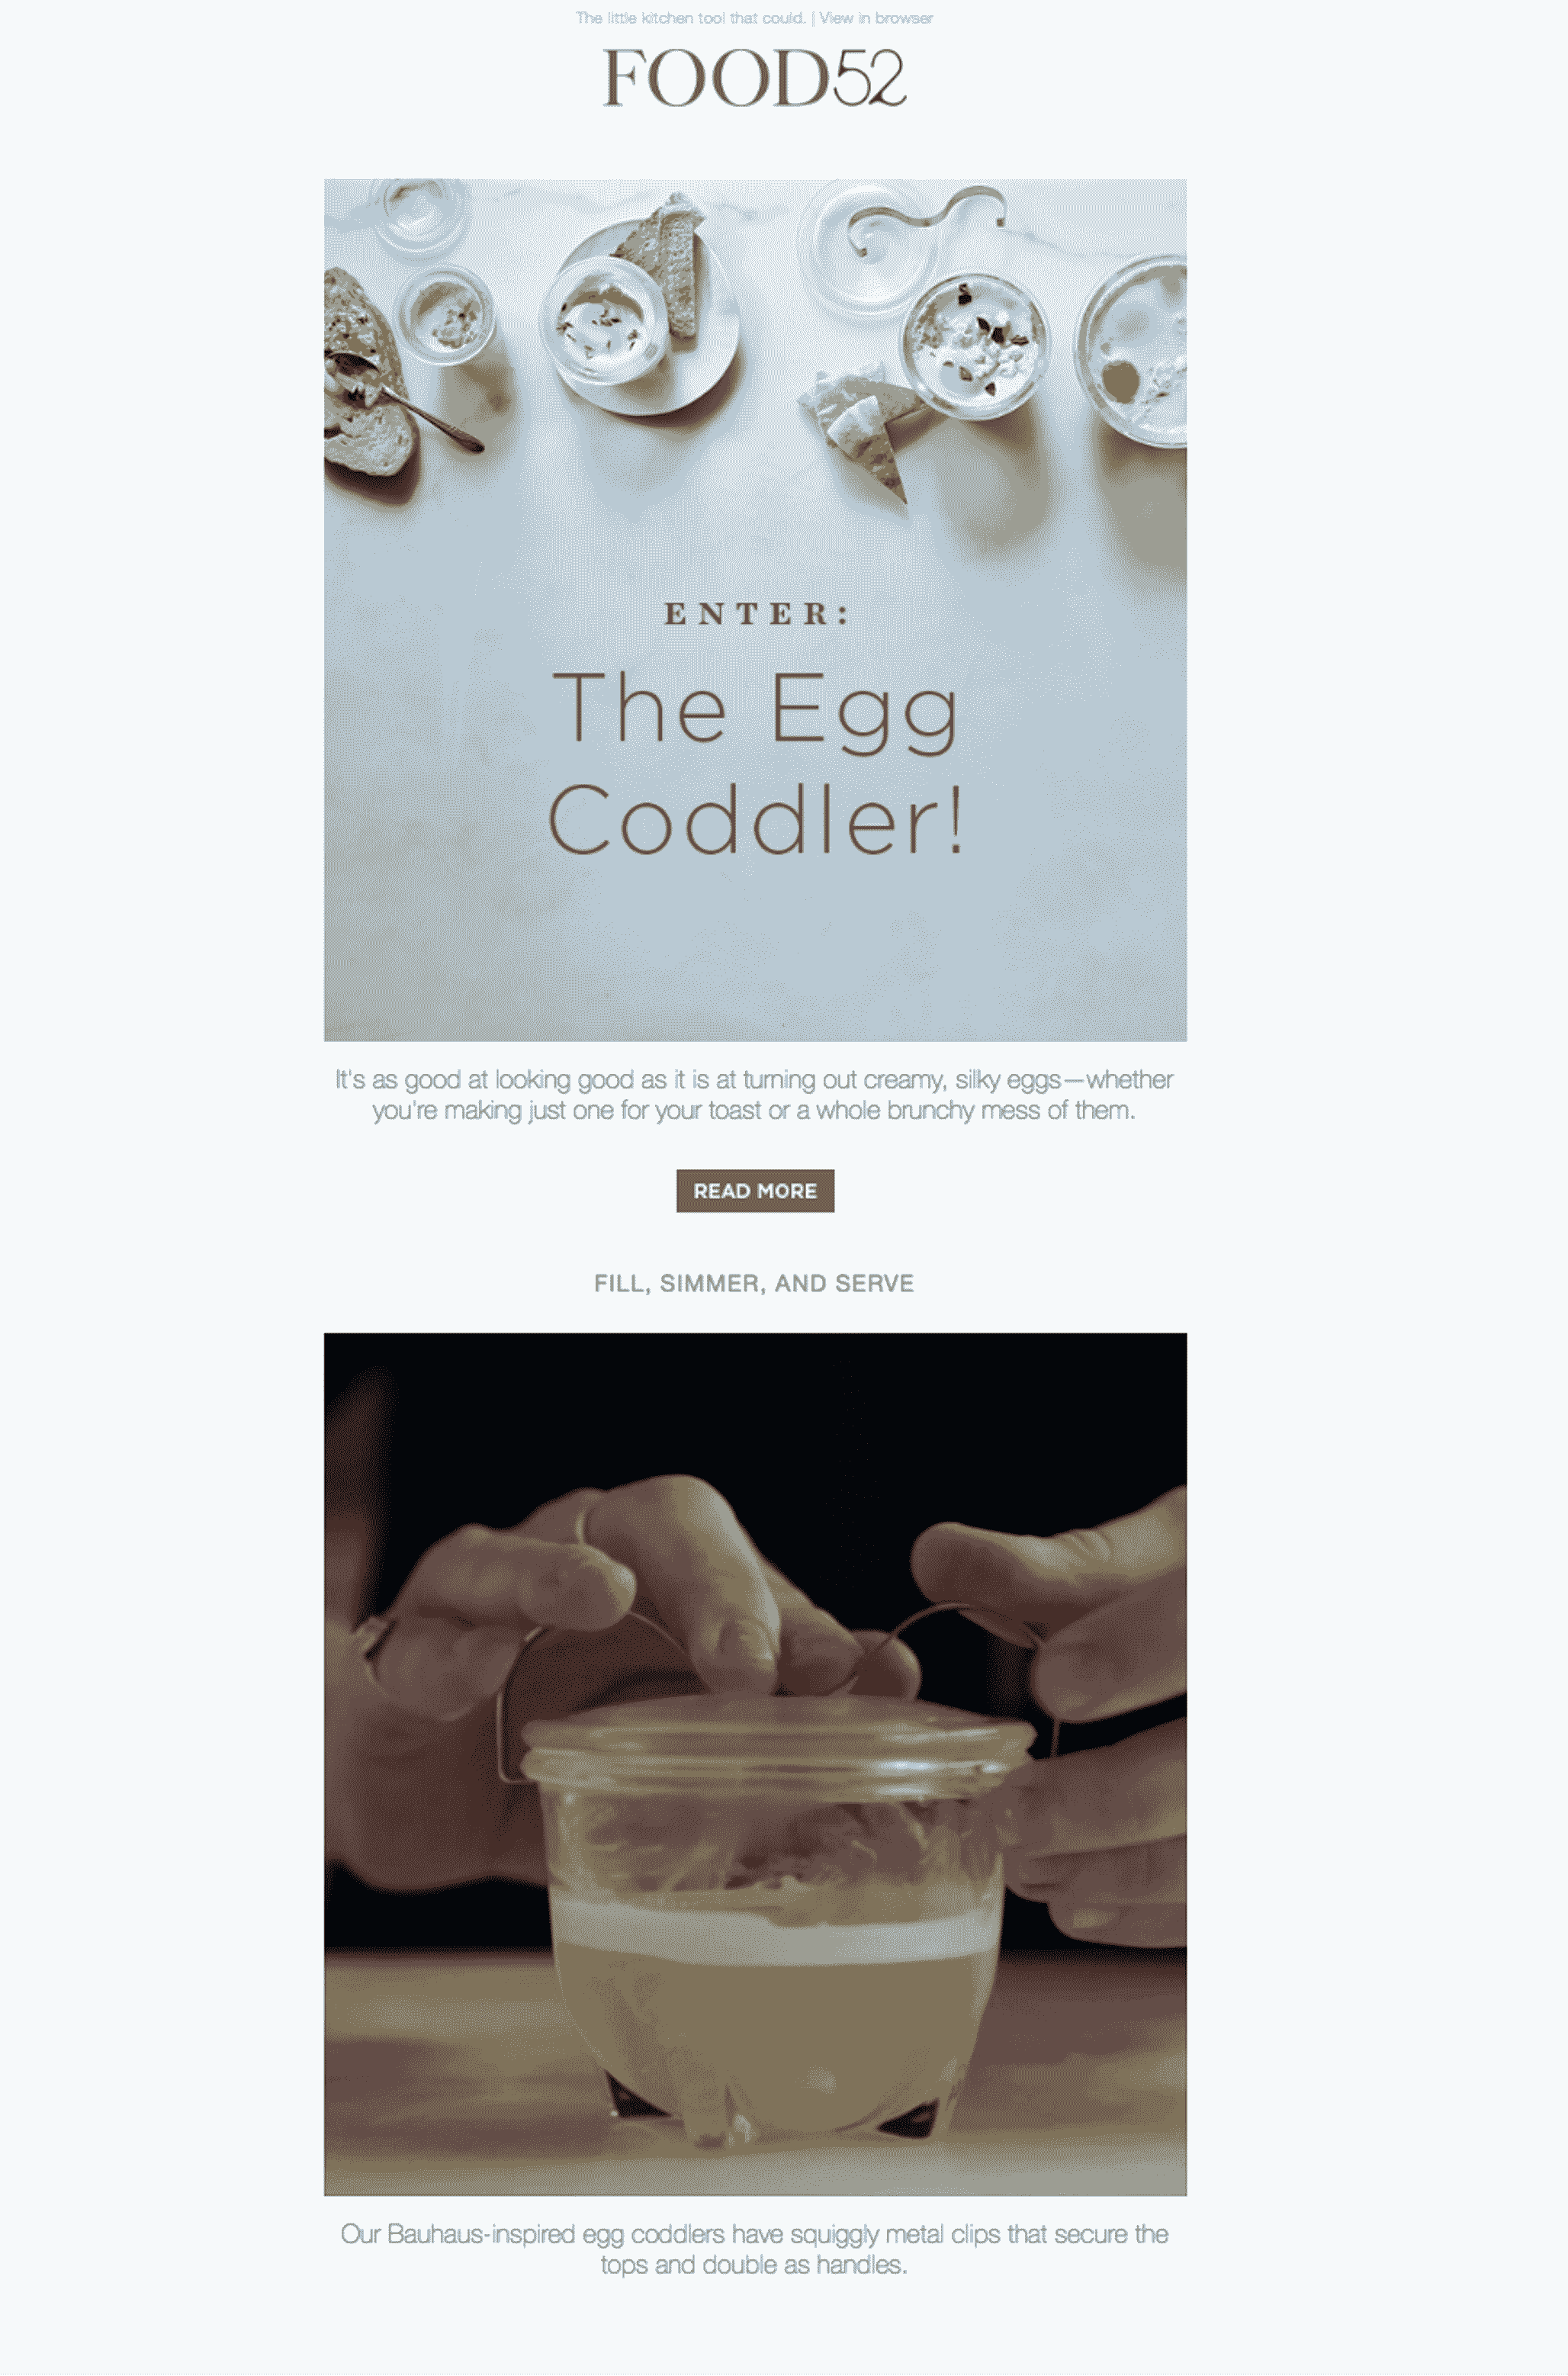 The little kitchen tool that could. | View in browser
FOOD52
ENTER:
The Egg
Coddler!
It's as good at looking good as it is at turning out creamy, silky eggs—whether
you're making just one for your toast or a whole brunchy mess of them.
READ MORE
FILL, SIMMER, AND SERVE
Our Bauhaus-inspired egg coddlers have squiggly metal clips that secure the
tops and double as handles.